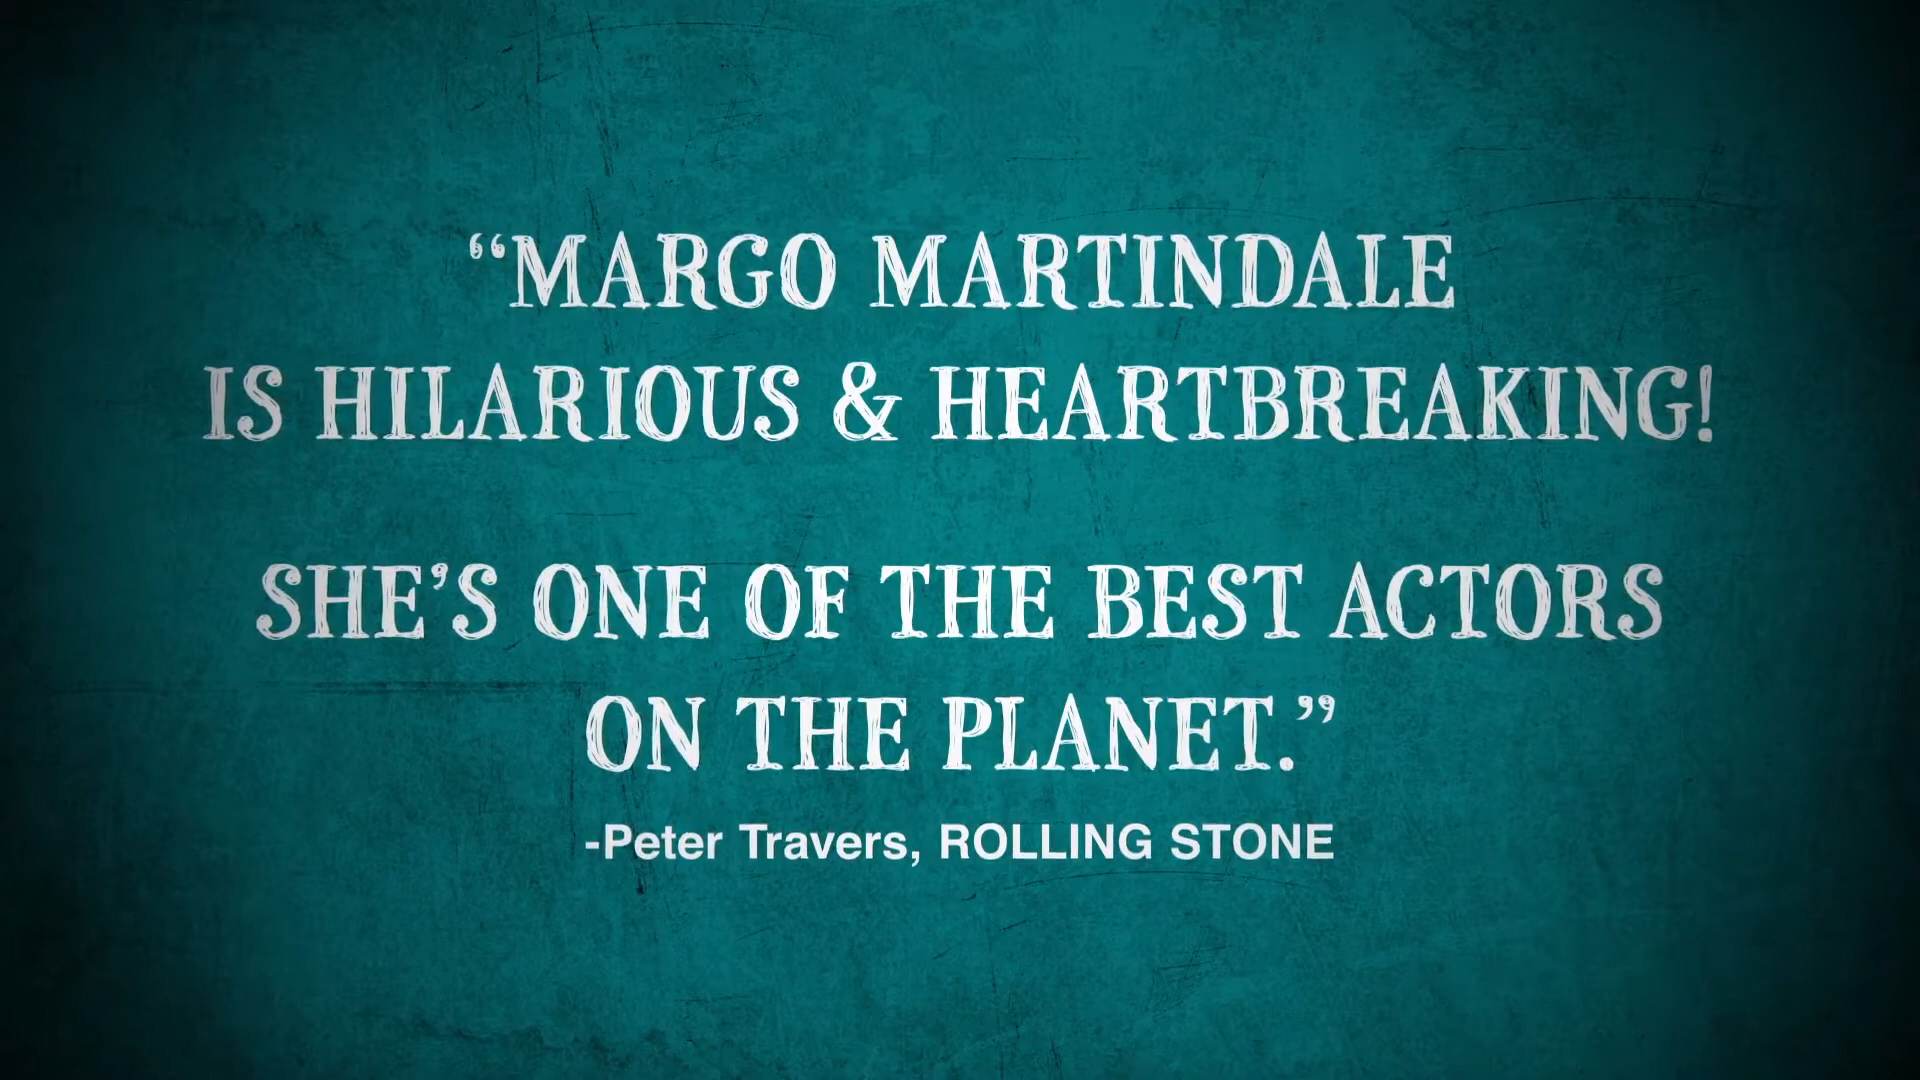 “MARGO MARTINDALE
IS HILARIOUS & HEARTBREAKING!
SHE’S ONE OF THE BEST ACTORS
ON THE PLANET.”
-Peter Travers, ROLLING STONE